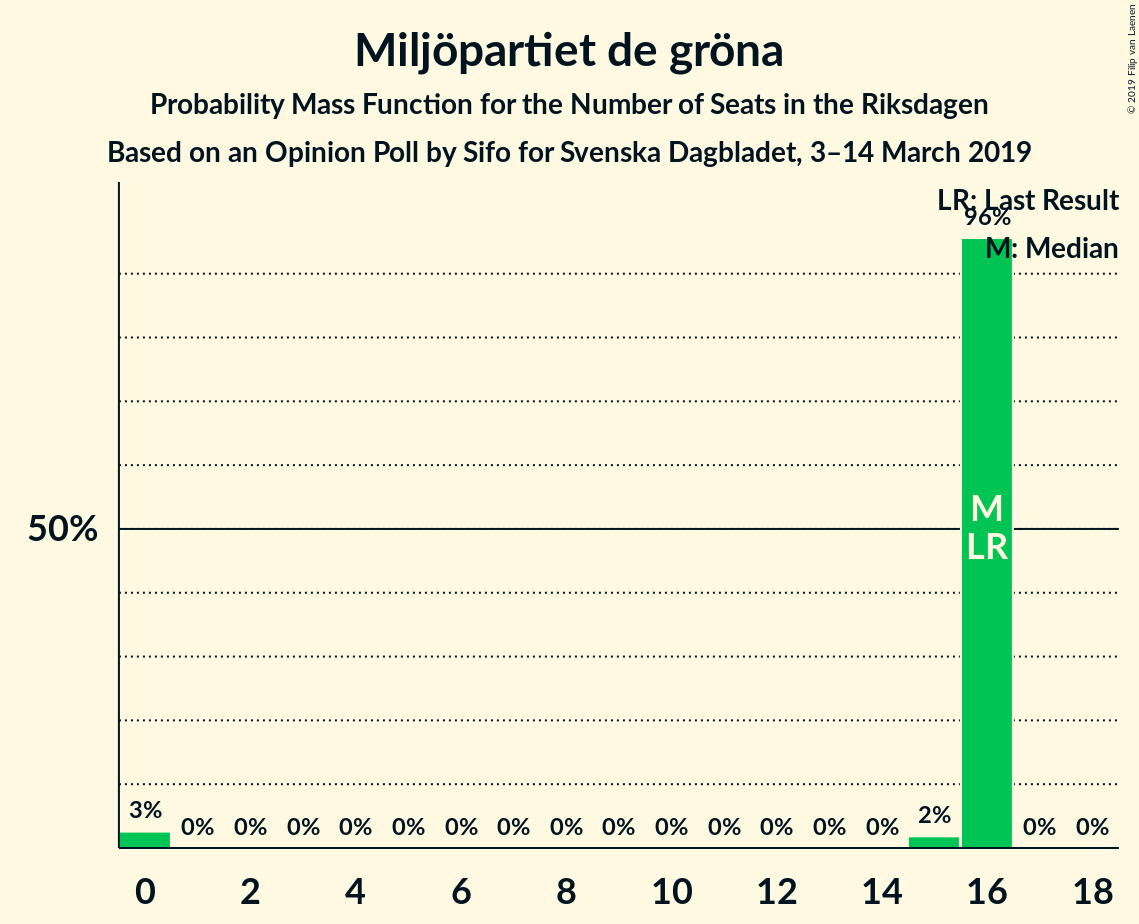 Miljöpartiet de gröna
Probability Mass Function for the Number of Seats in the Riksdagen
Based on an Opinion Poll by Sifo for Svenska Dagbladet, 3–14 March 2019
© 2019 Filip van Laenen
LR: Last Result
96%
M: Median
50%
M
LR
3% 0% 0% 0% 0% 0% 0% 0% 0% 0% 0% 0% 0% 0% 0% 2% 0% 0%
0 2 4 6 8 10 12 14 16 18